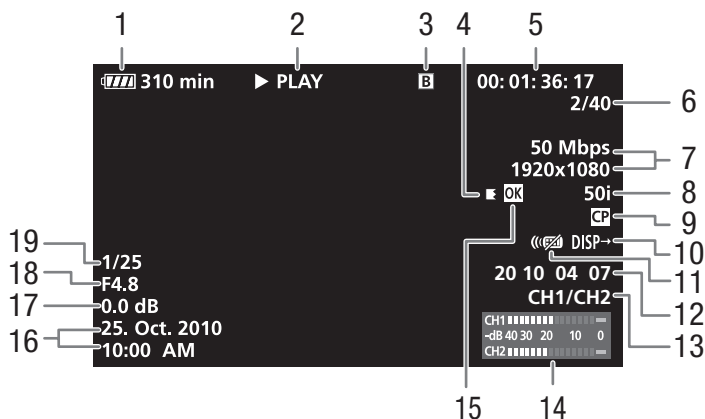 1 2 3 4 5
310 min ▶ PLAY B 00: 01: 36: 17
2/40 6
50 Mbps 7
1920x1080
OK 50i 8
CP 9
DISP→ 10
11
19 1/25 20 10 04 07 12
18 F4.8 CH1/CH2 13
17 0.0 dB
16 25. Oct. 2010
10:00 AM
CH1
-dB 40 30 20 10 0
CH2
15 14